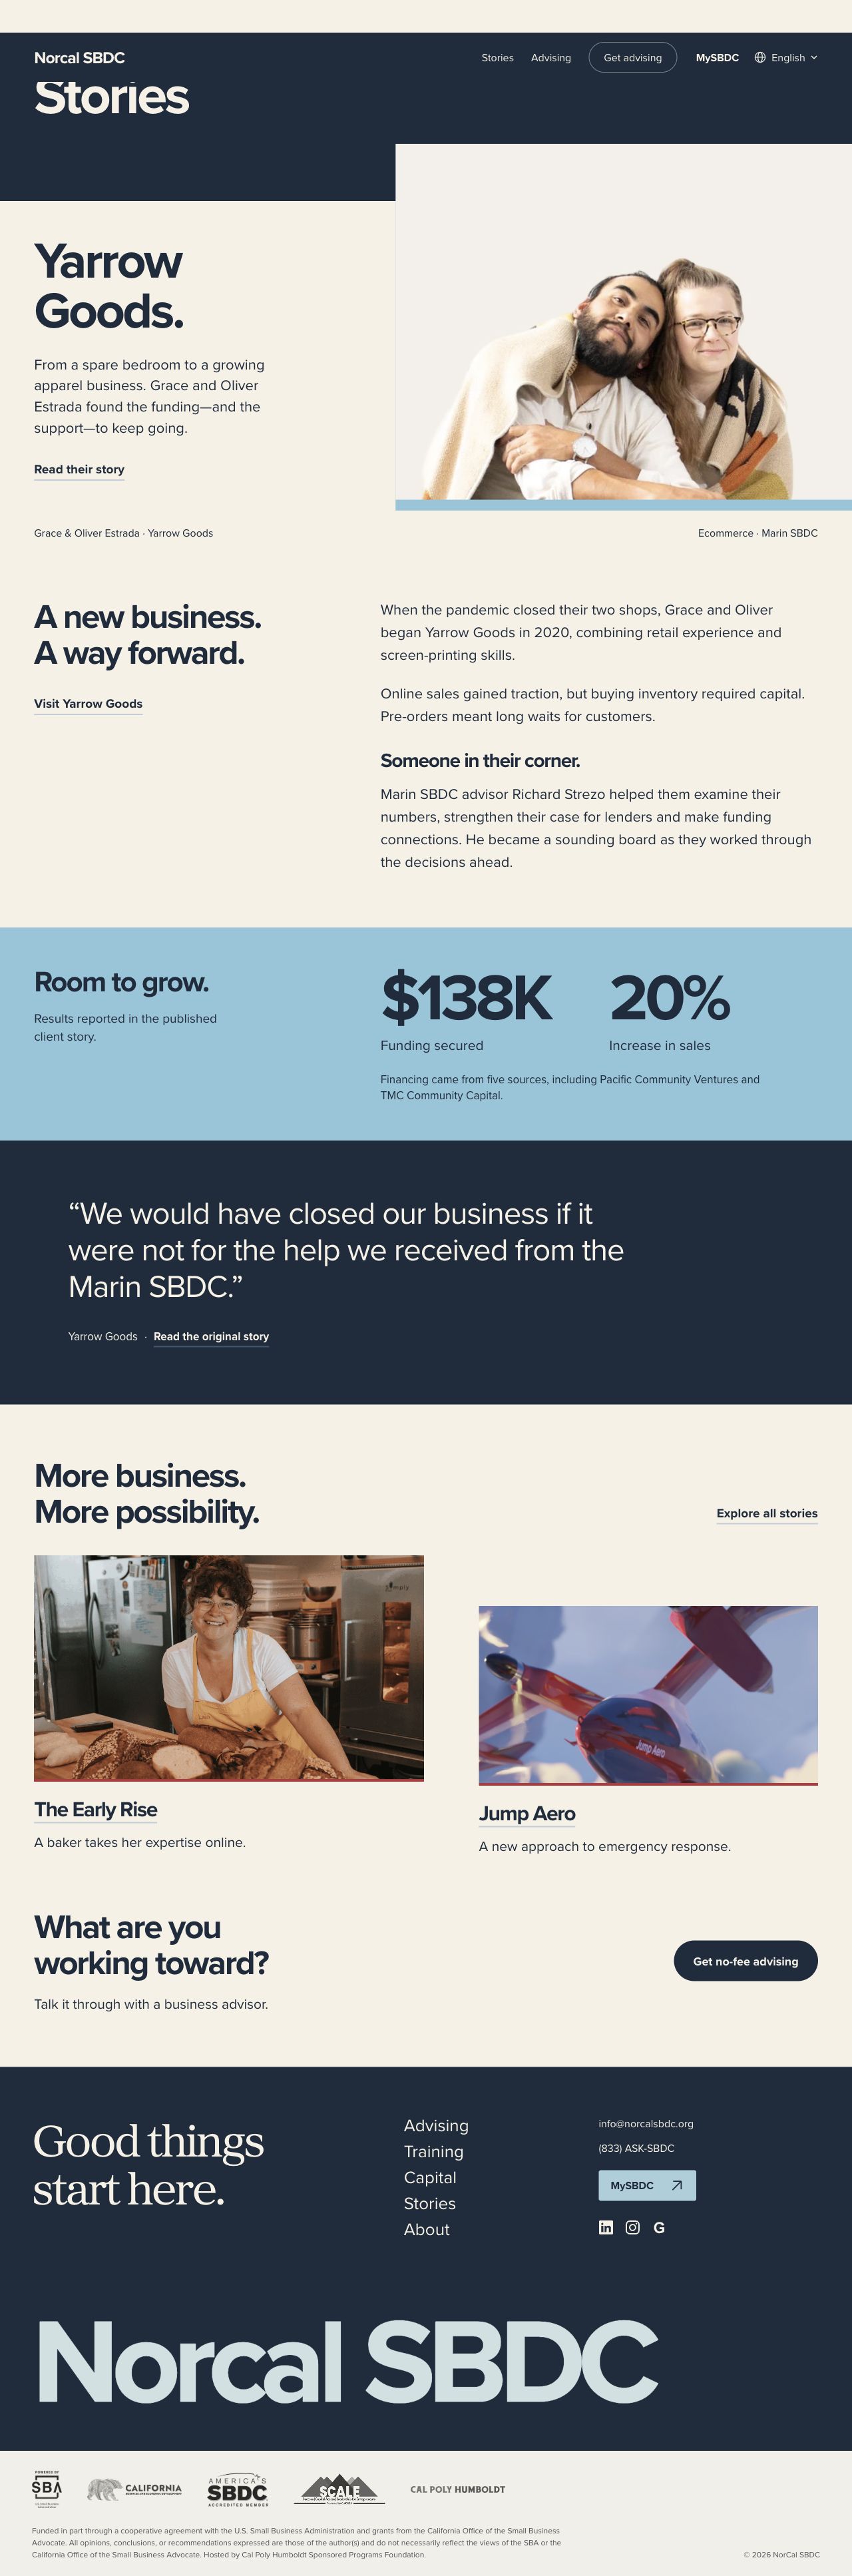 Norcal SBDC
Stories
Advising
Get advising
MySBDC
English
Stories
Yarrow
Goods.
From a spare bedroom to a growing
apparel business. Grace and Oliver
Estrada found the funding—and the
support—to keep going.
Read their story
Grace & Oliver Estrada · Yarrow Goods
Ecommerce · Marin SBDC
A new business.
A way forward.
Visit Yarrow Goods
When the pandemic closed their two shops, Grace and Oliver
began Yarrow Goods in 2020, combining retail experience and
screen-printing skills.
Online sales gained traction, but buying inventory required capital.
Pre-orders meant long waits for customers.
Someone in their corner.
Marin SBDC advisor Richard Strezo helped them examine their
numbers, strengthen their case for lenders and make funding
connections. He became a sounding board as they worked through
the decisions ahead.
Room to grow.
Results reported in the published
client story.
$138K
Funding secured
20%
Increase in sales
Financing came from five sources, including Pacific Community Ventures and
TMC Community Capital.
“We would have closed our business if it
were not for the help we received from the
Marin SBDC.”
Yarrow Goods · Read the original story
More business.
More possibility.
Explore all stories
Jump Aero
The Early Rise
A baker takes her expertise online.
Jump Aero
A new approach to emergency response.
What are you
working toward?
Talk it through with a business advisor.
Get no-fee advising
Good things
start here.
Advising
Training
Capital
Stories
About
info@norcalsbdc.org
(833) ASK-SBDC
MySBDC
G
Norcal SBDC
POWERED BY
SBA
CALIFORNIA
AMERICA'S
SBDC
ACCREDITED MEMBER
SCALE
CAL POLY HUMBOLDT
Funded in part through a cooperative agreement with the U.S. Small Business Administration and grants from the California Office of the Small Business
Advocate. All opinions, conclusions, or recommendations expressed are those of the author(s) and do not necessarily reflect the views of the SBA or the
California Office of the Small Business Advocate. Hosted by Cal Poly Humboldt Sponsored Programs Foundation.
© 2026 NorCal SBDC